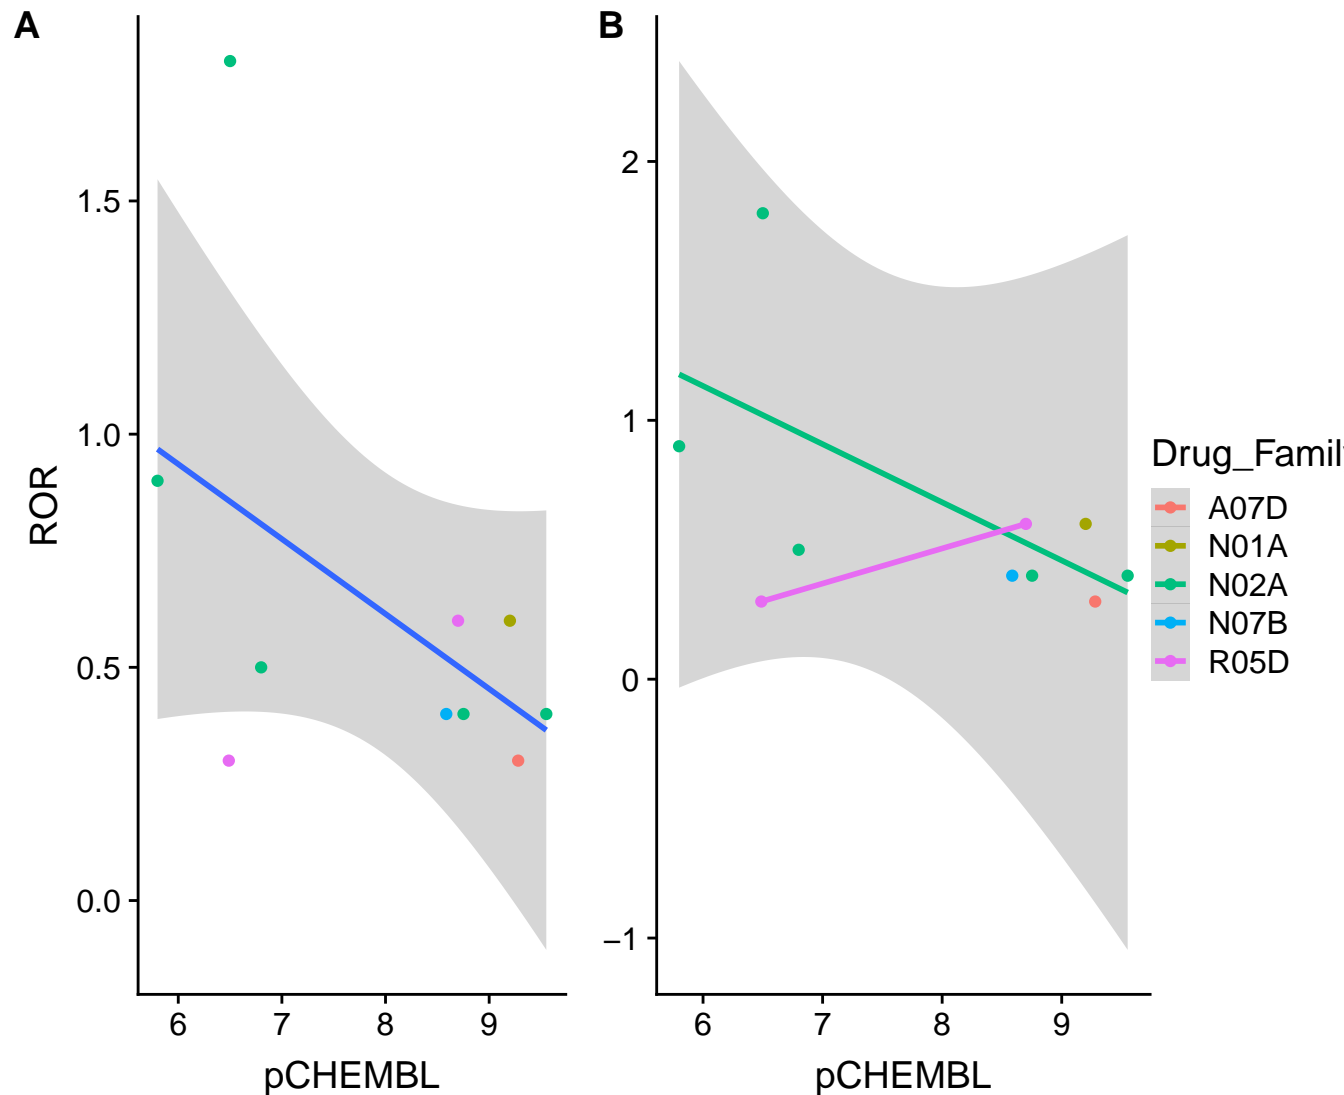 A
B
1.5
1.0
0.5
0.0
ROR
6 7 8 9
pCHEMBL
2
1
0
−1
6 7 8 9
pCHEMBL
Drug_Famil
A07D
N01A
N02A
N07B
R05D